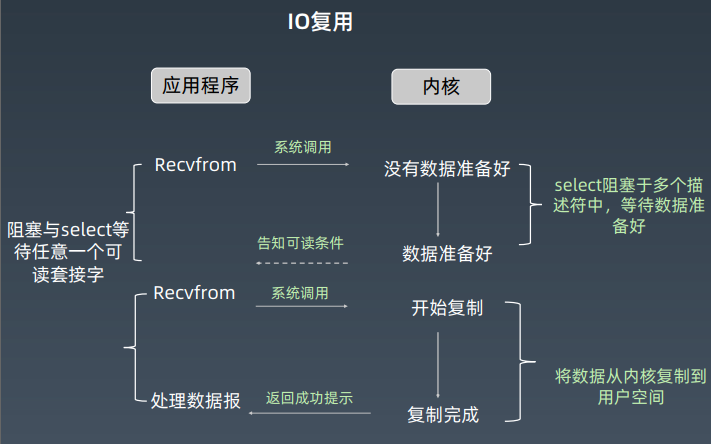 IO复用
应用程序
内核
系统调用
Recvfrom
没有数据准备好
select阻塞于多个描
述符中，等待数据准
备好
阻塞与select等
待任意一个可
读套接字
告知可读条件
数据准备好
Recvfrom
系统调用
开始复制
将数据从内核复制到
用户空间
处理数据报
返回成功提示
复制完成